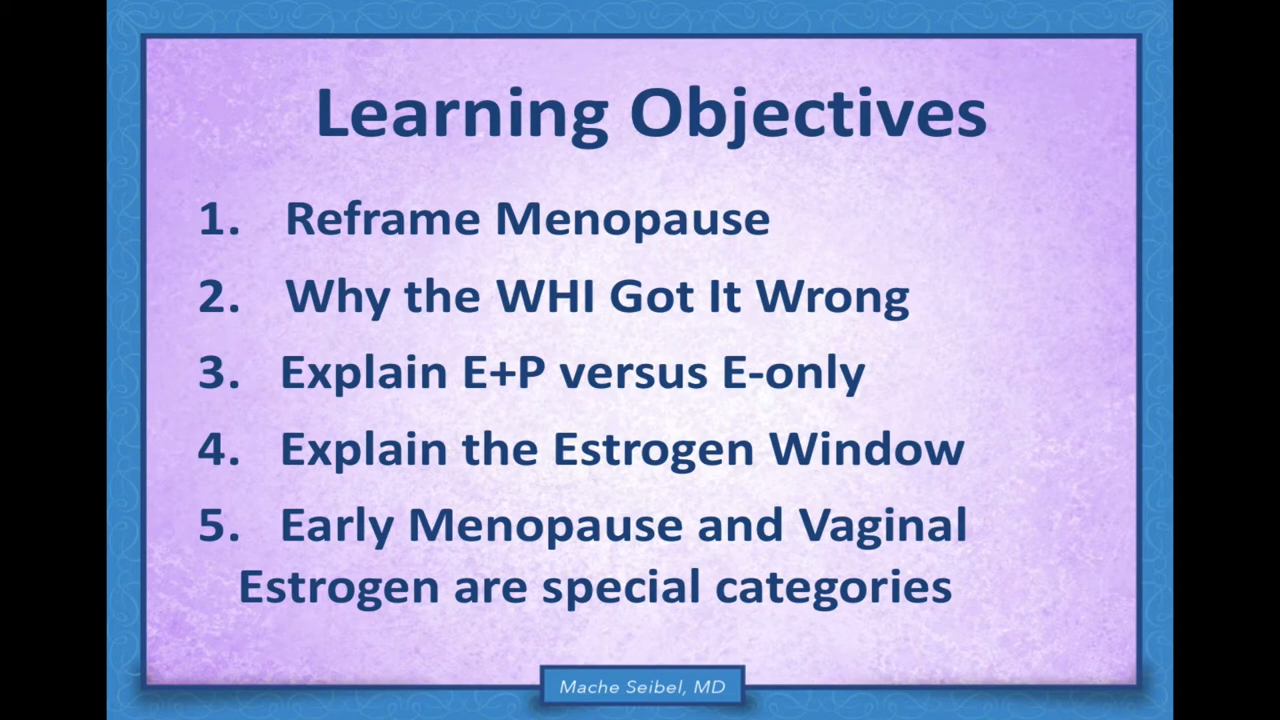 Learning Objectives
1. Reframe Menopause
2. Why the WHI Got It Wrong
3. Explain E+P versus E-only
4. Explain the Estrogen Window
5. Early Menopause and Vaginal
Estrogen are special categories
Mache Seibel, MD